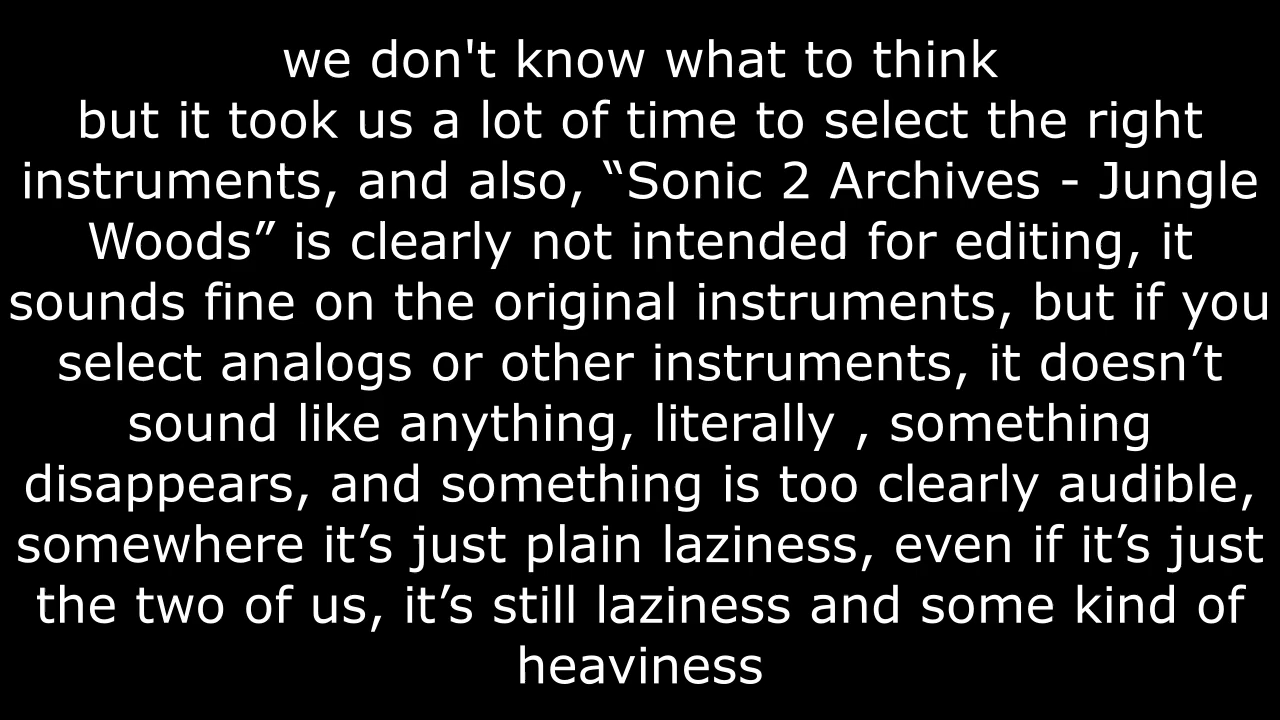 we don't know what to think
but it took us a lot of time to select the right
instruments, and also, “Sonic 2 Archives - Jungle
Woods” is clearly not intended for editing, it
sounds fine on the original instruments, but if you
select analogs or other instruments, it doesn’t
sound like anything, literally , something
disappears, and something is too clearly audible,
somewhere it’s just plain laziness, even if it’s just
the two of us, it’s still laziness and some kind of
heaviness